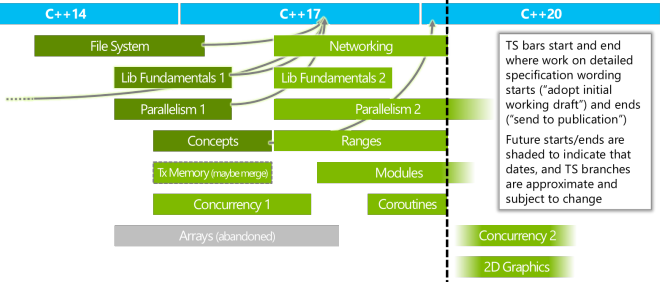 C++14 C++17 C++20
File System Networking
Lib Fundamentals 1 Lib Fundamentals 2
Parallelism 1 Parallelism 2
Concepts Ranges
Tx Memory (maybe merge) Modules
Concurrency 1 Coroutines
Arrays (abandoned) Concurrency 2
2D Graphics
TS bars start and end
where work on detailed
specification wording
starts (“adopt initial
working draft”) and ends
(“send to publication”)
Future starts/ends are
shaded to indicate that
dates, and TS branches
are approximate and
subject to change